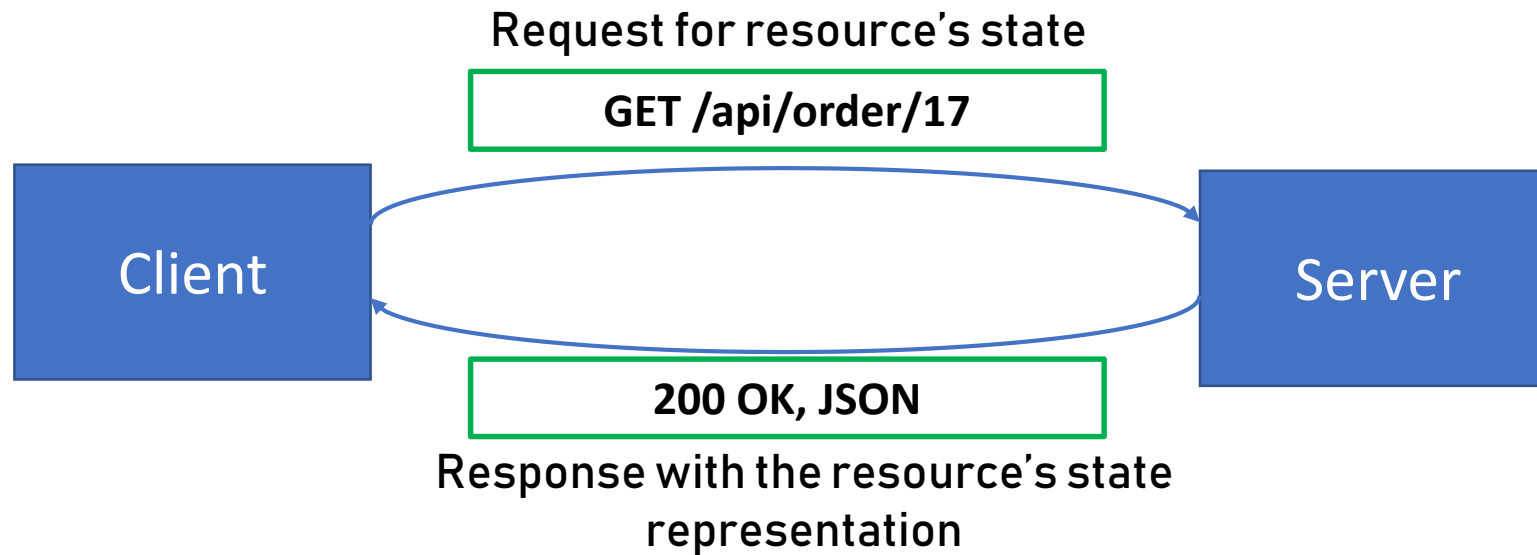 Request for resource’s state
GET /api/order/17
Client
Server
200 OK, JSON
Response with the resource’s state
representation